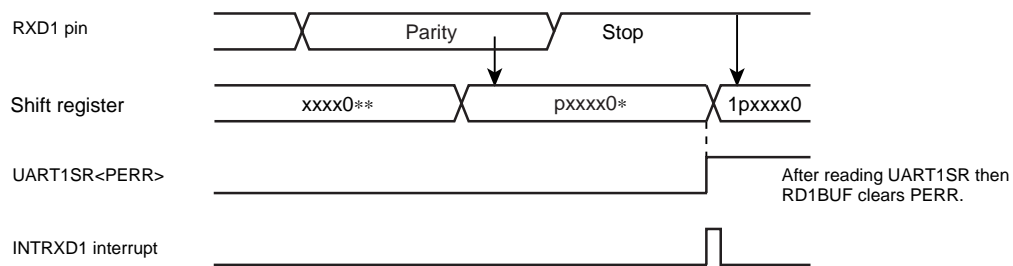 RXD1 pin
Parity
Stop
Shift register
xxxx0**
pxxxx0*
1pxxxx0
UART1SR<PERR>
After reading UART1SR then
RD1BUF clears PERR.
INTRXD1 interrupt